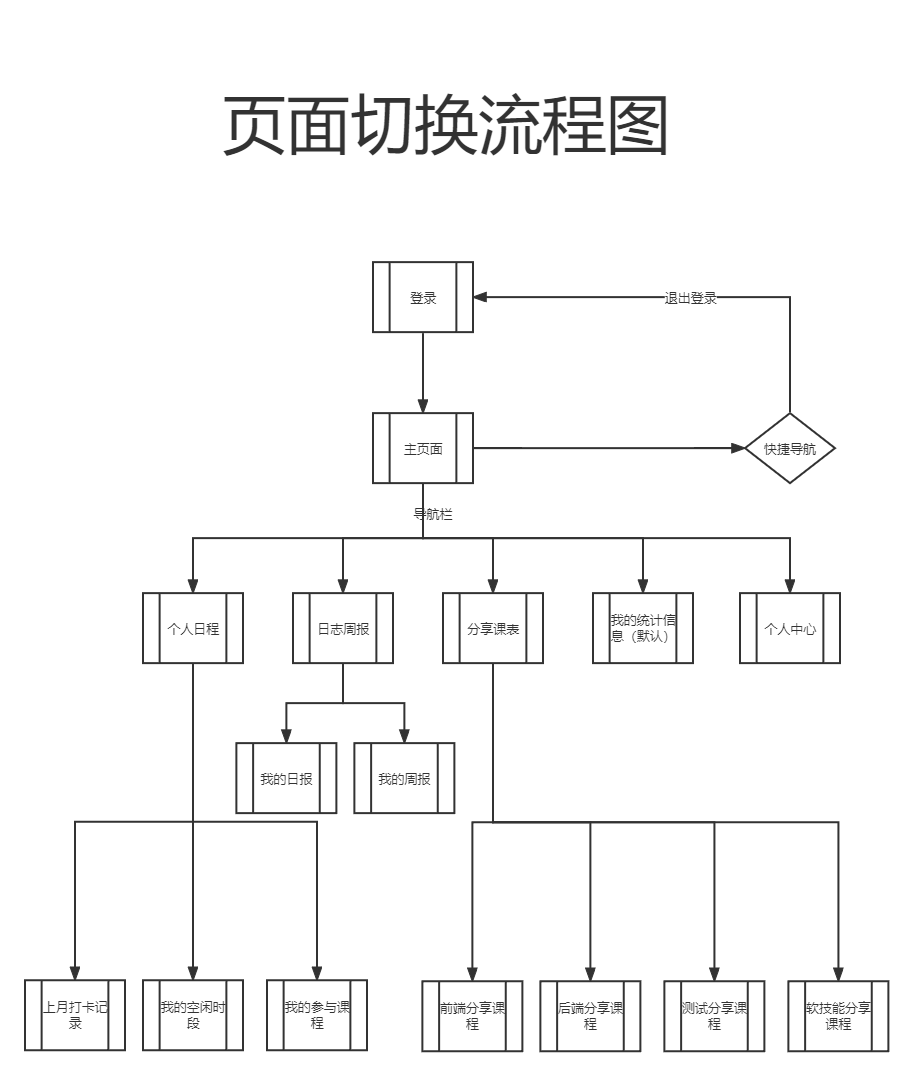 页面切换流程图
登录
退出登录
主页面
快捷导航
导航栏
个人日程
日志周报
分享课表
我的统计信
息（默认）
个人中心
我的日报
我的周报
上月打卡记
录
我的空闲时
段
我的参与课
程
前端分享课
程
后端分享课
程
测试分享课
程
软技能分享
课程